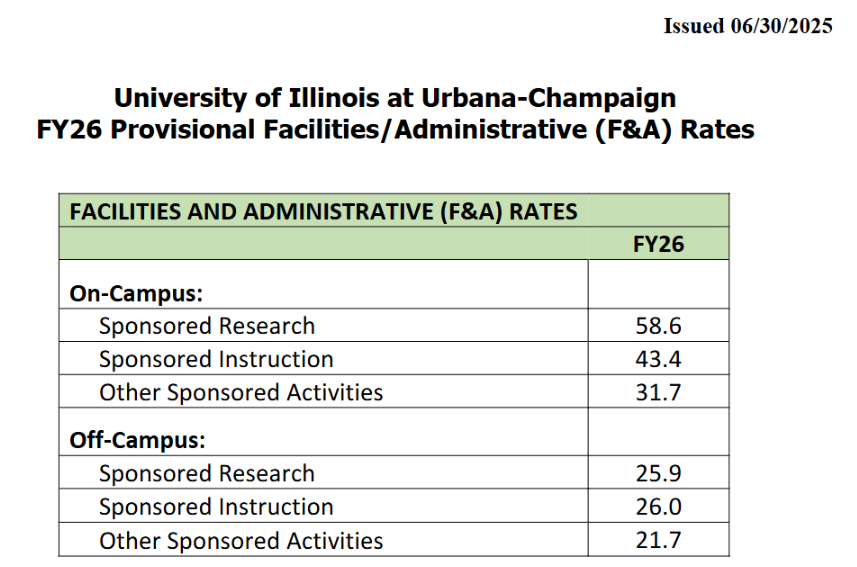 Issued 06/30/2025
University of Illinois at Urbana-Champaign
FY26 Provisional Facilities/Administrative (F&A) Rates
FACILITIES AND ADMINISTRATIVE (F&A) RATES
FY26
On-Campus:
Sponsored Research 58.6
Sponsored Instruction 43.4
Other Sponsored Activities 31.7
Off-Campus:
Sponsored Research 25.9
Sponsored Instruction 26.0
Other Sponsored Activities 21.7